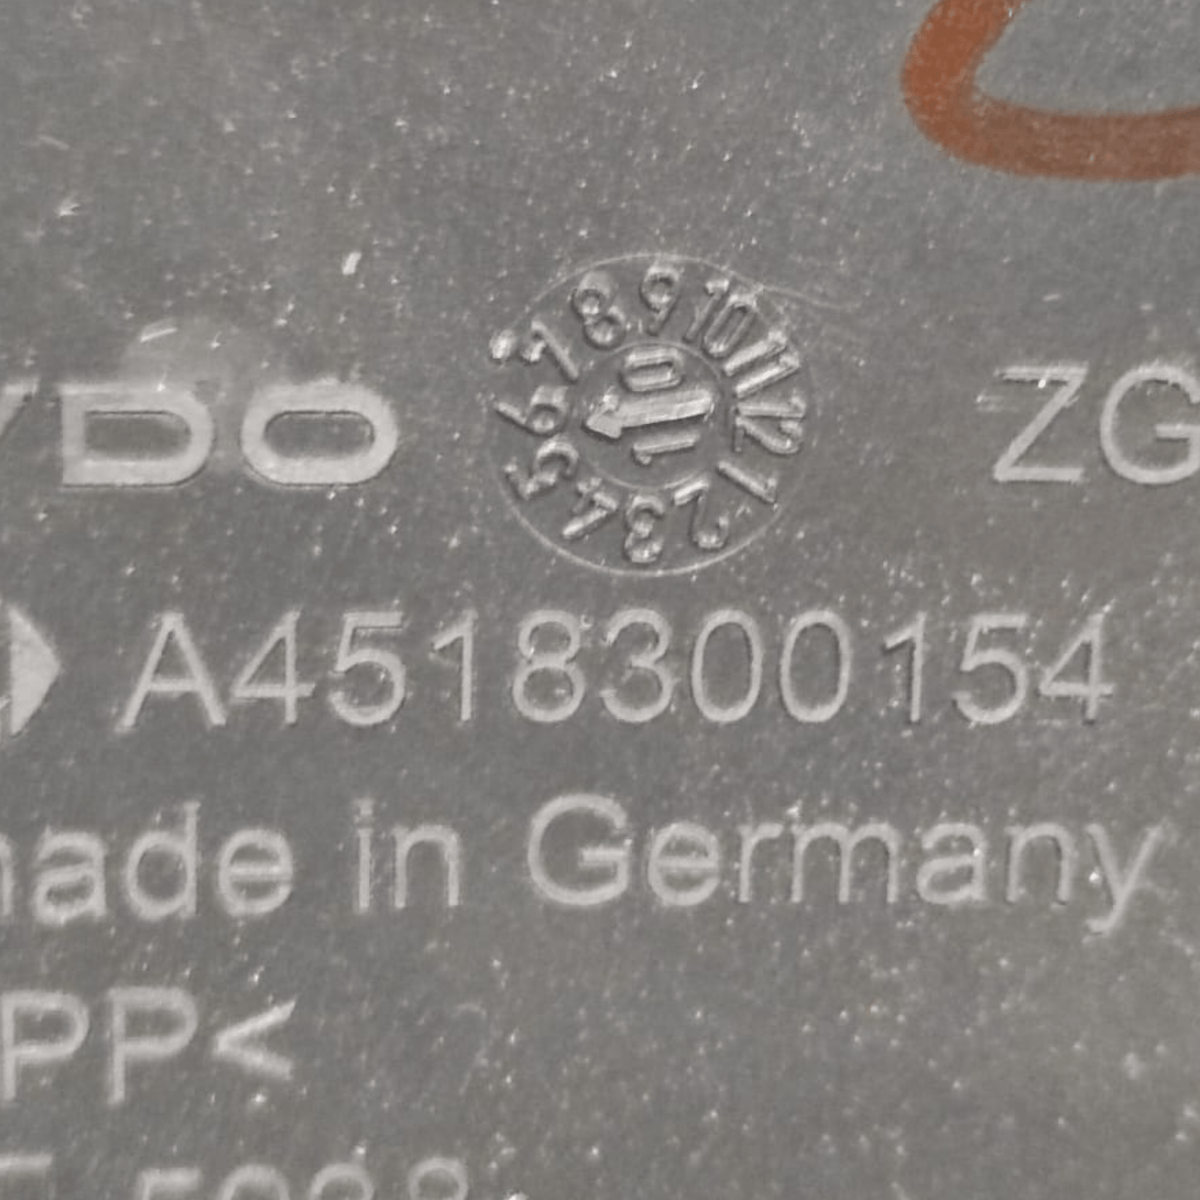 VDO
6 7 8 9 10 11 12 1 2 3 4 5
10
ZG
A4518300154
made in Germany
PP<